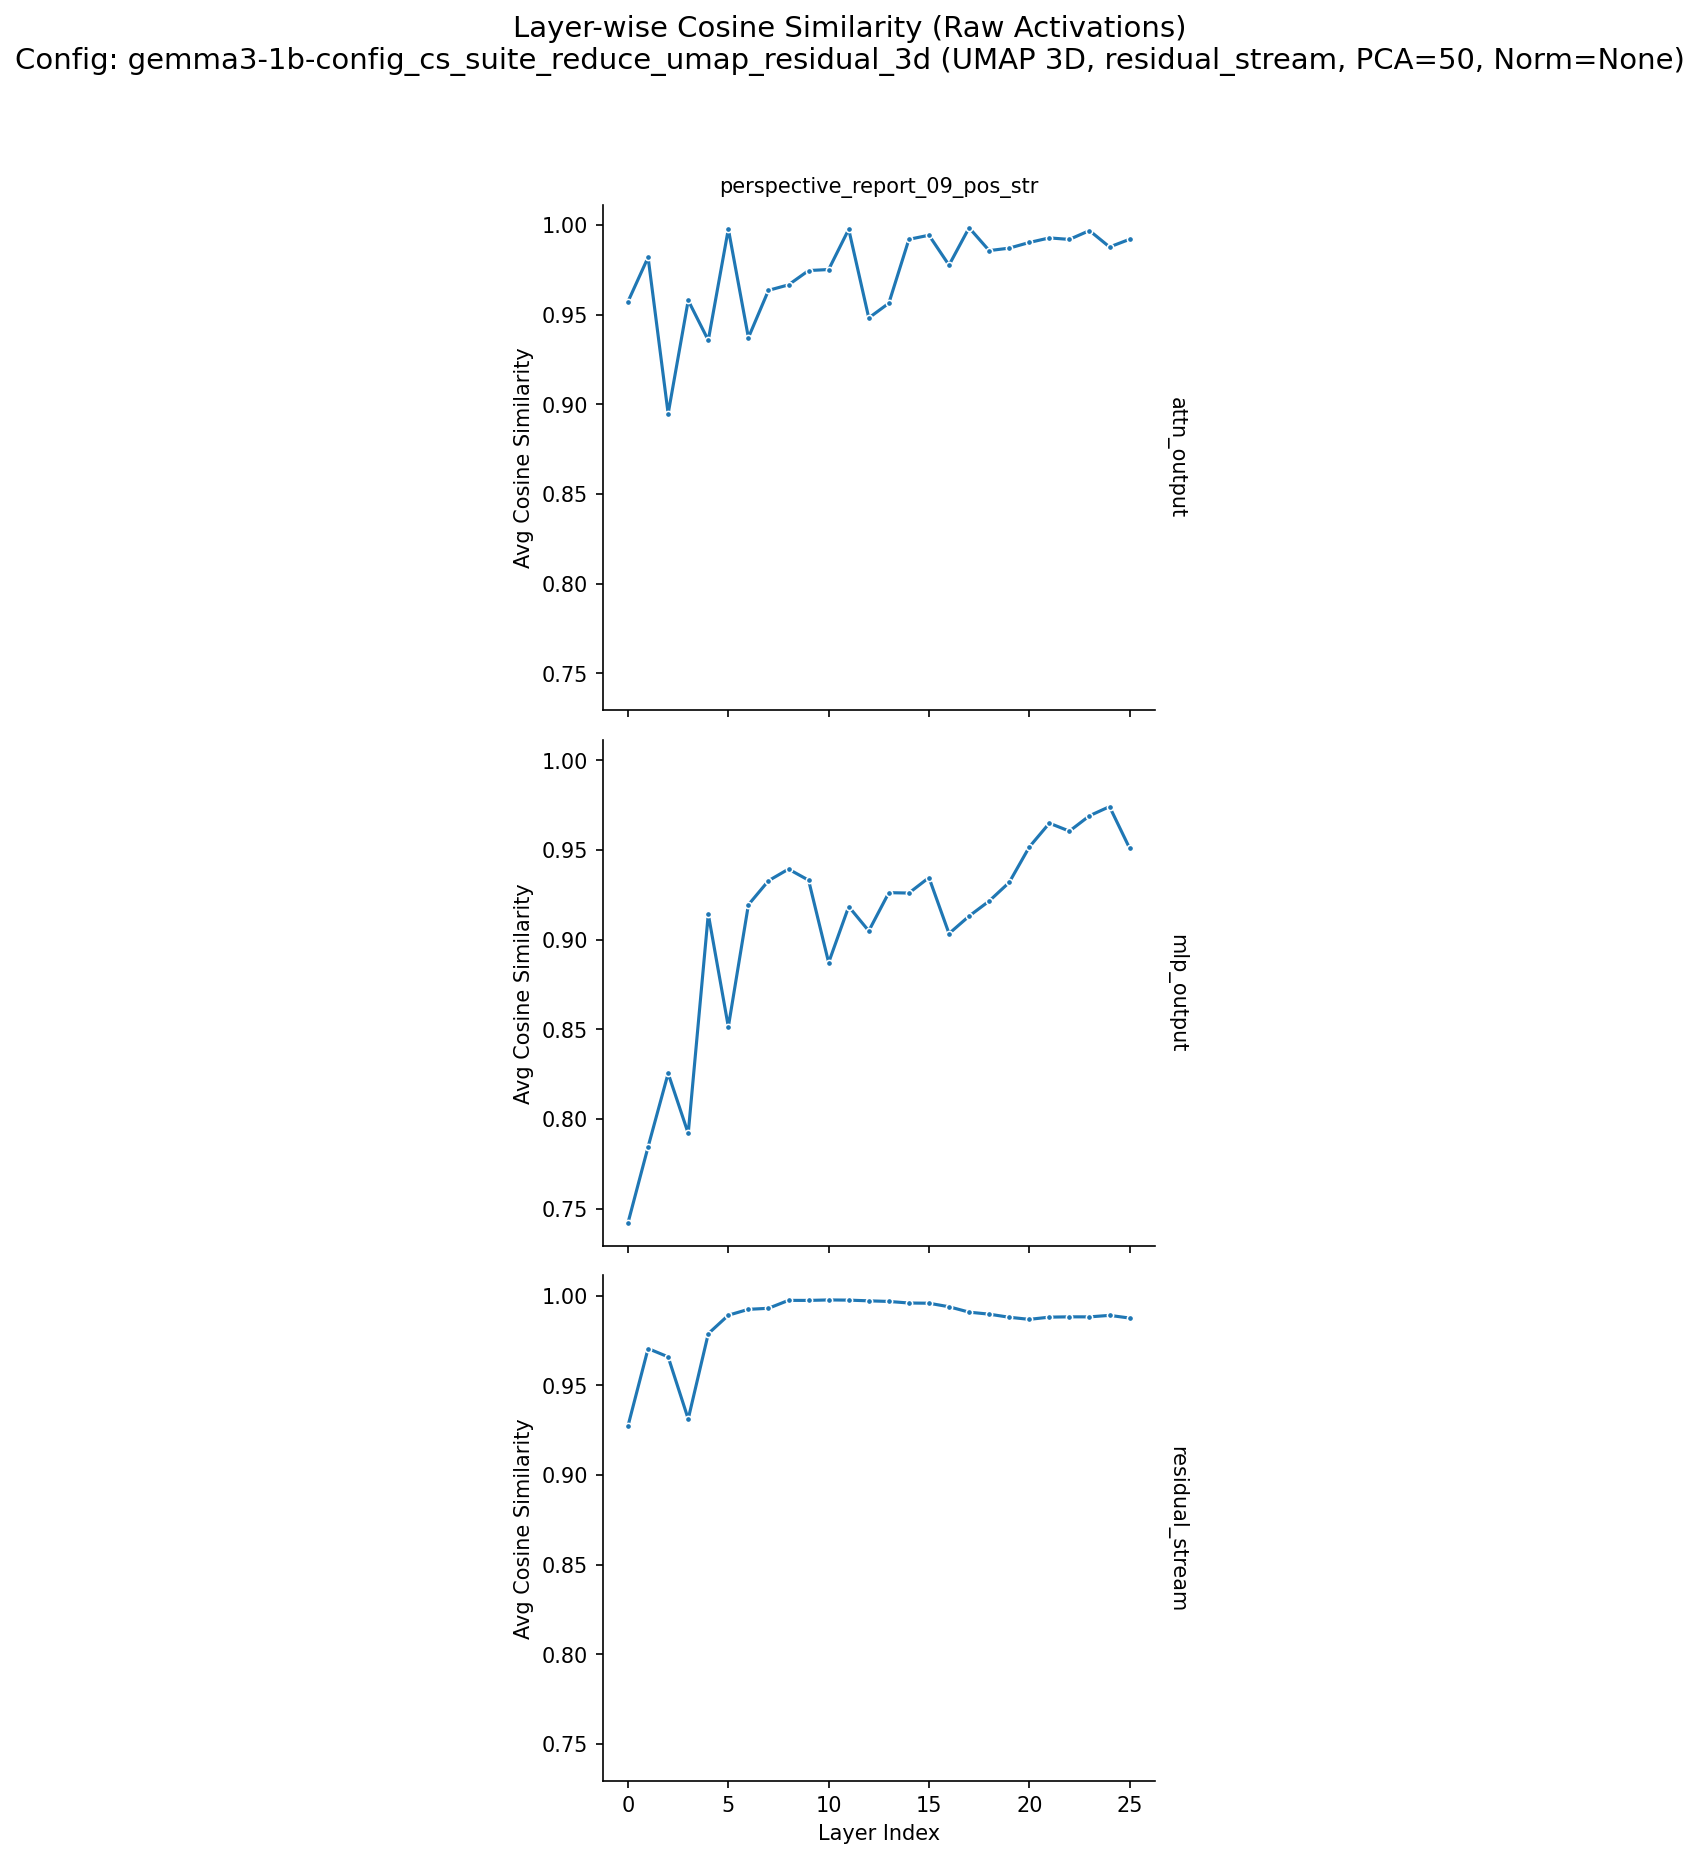 Layer-wise Cosine Similarity (Raw Activations)
Config: gemma3-1b-config_cs_suite_reduce_umap_residual_3d (UMAP 3D, residual_stream, PCA=50, Norm=None)
perspective_report_09_pos_str
1.00
0.95
0.90
0.85
0.80
0.75
Avg Cosine Similarity
attn_output
1.00
0.95
0.90
0.85
0.80
0.75
Avg Cosine Similarity
mlp_output
1.00
0.95
0.90
0.85
0.80
0.75
Avg Cosine Similarity
residual_stream
0 5 10 15 20 25
Layer Index